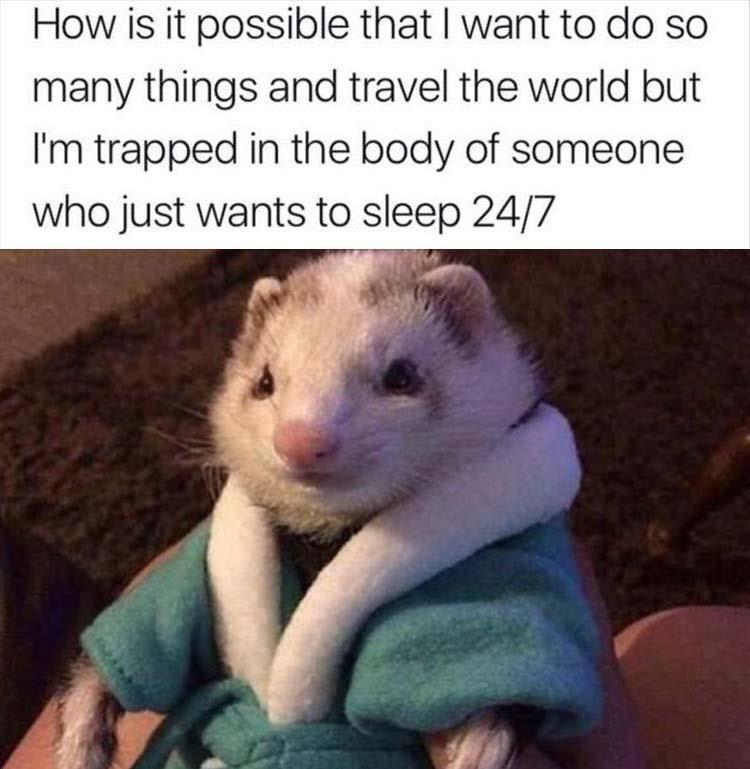 How is it possible that I want to do so
many things and travel the world but
I'm trapped in the body of someone
who just wants to sleep 24/7